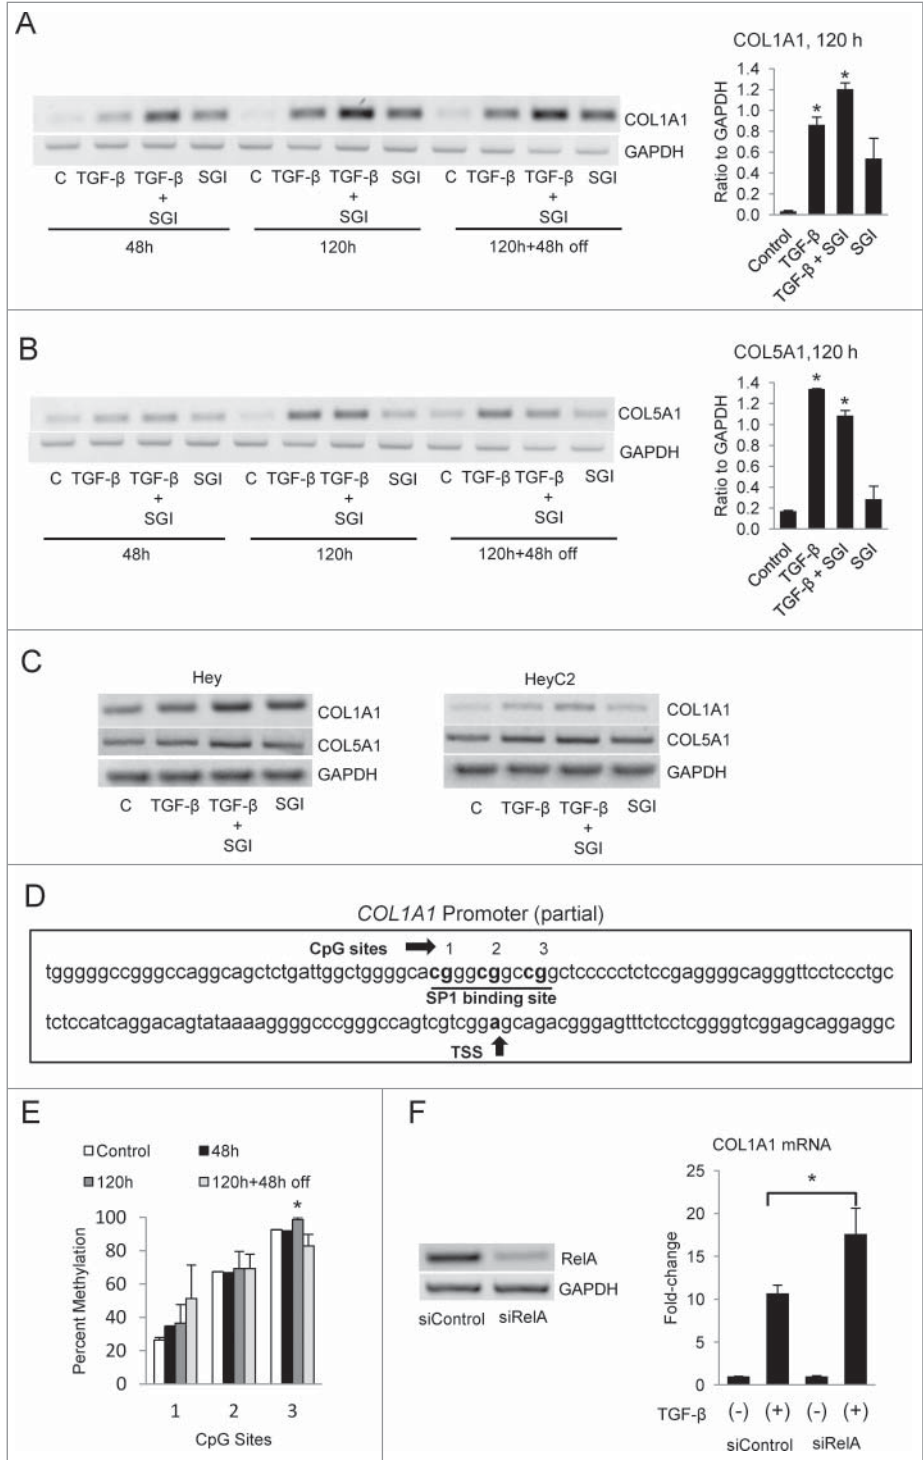 A
COL1A1
GAPDH
C TGF-β TGF-β SGI C TGF-β TGF-β SGI C TGF-β TGF-β SGI
+ + +
SGI SGI SGI
48h 120h 120h+48h off
COL1A1, 120 h
Ratio to GAPDH
1.4
1.2
1.0
0.8
0.6
0.4
0.2
0.0
Control TGF-β TGF-β + SGI SGI
* *
B
COL5A1
GAPDH
C TGF-β TGF-β SGI C TGF-β TGF-β SGI C TGF-β TGF-β SGI
+ + +
SGI SGI SGI
48h 120h 120h+48h off
COL5A1,120 h
Ratio to GAPDH
1.4
1.2
1.0
0.8
0.6
0.4
0.2
0.0
Control TGF-β TGF-β + SGI SGI
* *
C
Hey
COL1A1
COL5A1
GAPDH
C TGF-β TGF-β SGI
+
SGI
HeyC2
COL1A1
COL5A1
GAPDH
C TGF-β TGF-β SGI
+
SGI
D
COL1A1 Promoter (partial)
CpG sites 1 2 3
tgggggccgggccaggcagctctgattggctggggcacgggcggccggctccccctctccgaggggcagggttcctccctgc
SP1 binding site
tctccatcaggacagtataaaaggggcccgggccagtcgtcggagcagacgggagtttctcctcggggtcggagcaggaggc
TSS
E
Control 48h
120h 120h+48h off
Percent Methylation
100
80
60
40
20
0
*
1 2 3
CpG Sites
F
RelA
GAPDH
siControl siRelA
COL1A1 mRNA
*
Fold-change
25
20
15
10
5
0
TGF-β (-) (+) (-) (+)
siControl siRelA